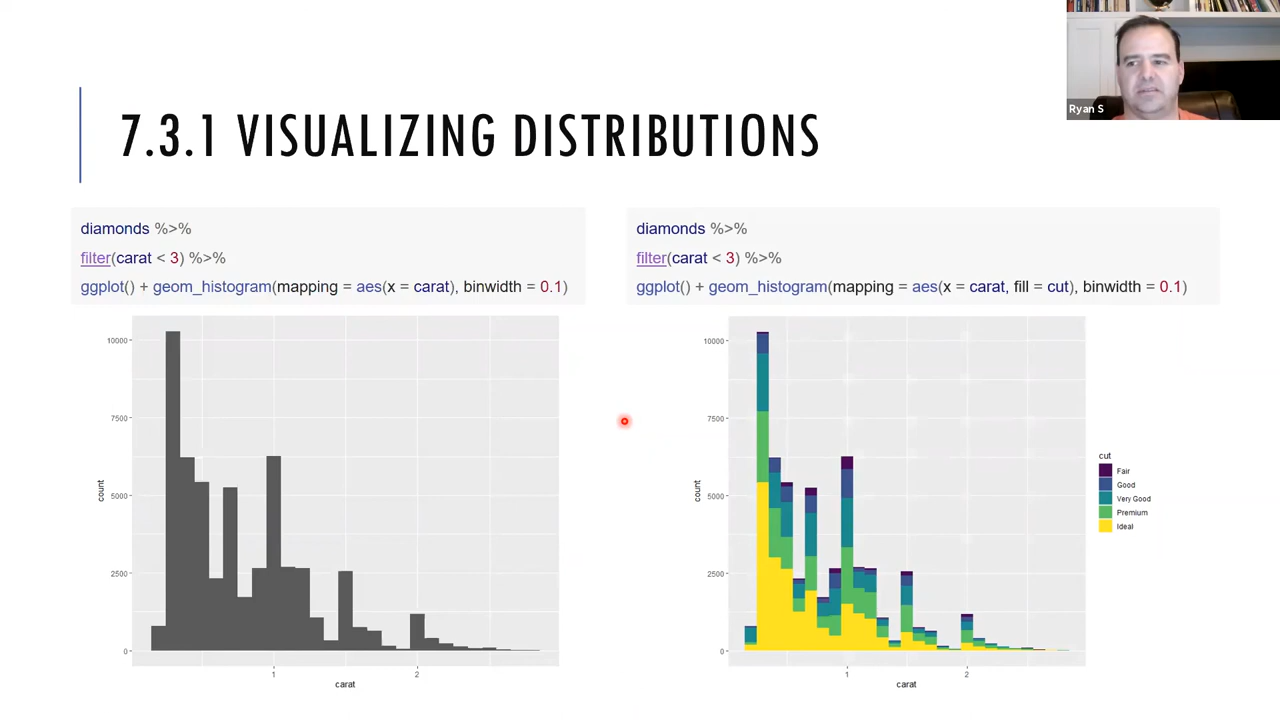 Ryan S
7.3.1 VISUALIZING DISTRIBUTIONS
diamonds %>%
filter(carat < 3) %>%
ggplot() + geom_histogram(mapping = aes(x = carat), binwidth = 0.1)
diamonds %>%
filter(carat < 3) %>%
ggplot() + geom_histogram(mapping = aes(x = carat, fill = cut), binwidth = 0.1)
10000
7500
5000
2500
0
count
1
2
carat
10000
7500
5000
2500
0
count
1
2
carat
cut
Fair
Good
Very Good
Premium
Ideal